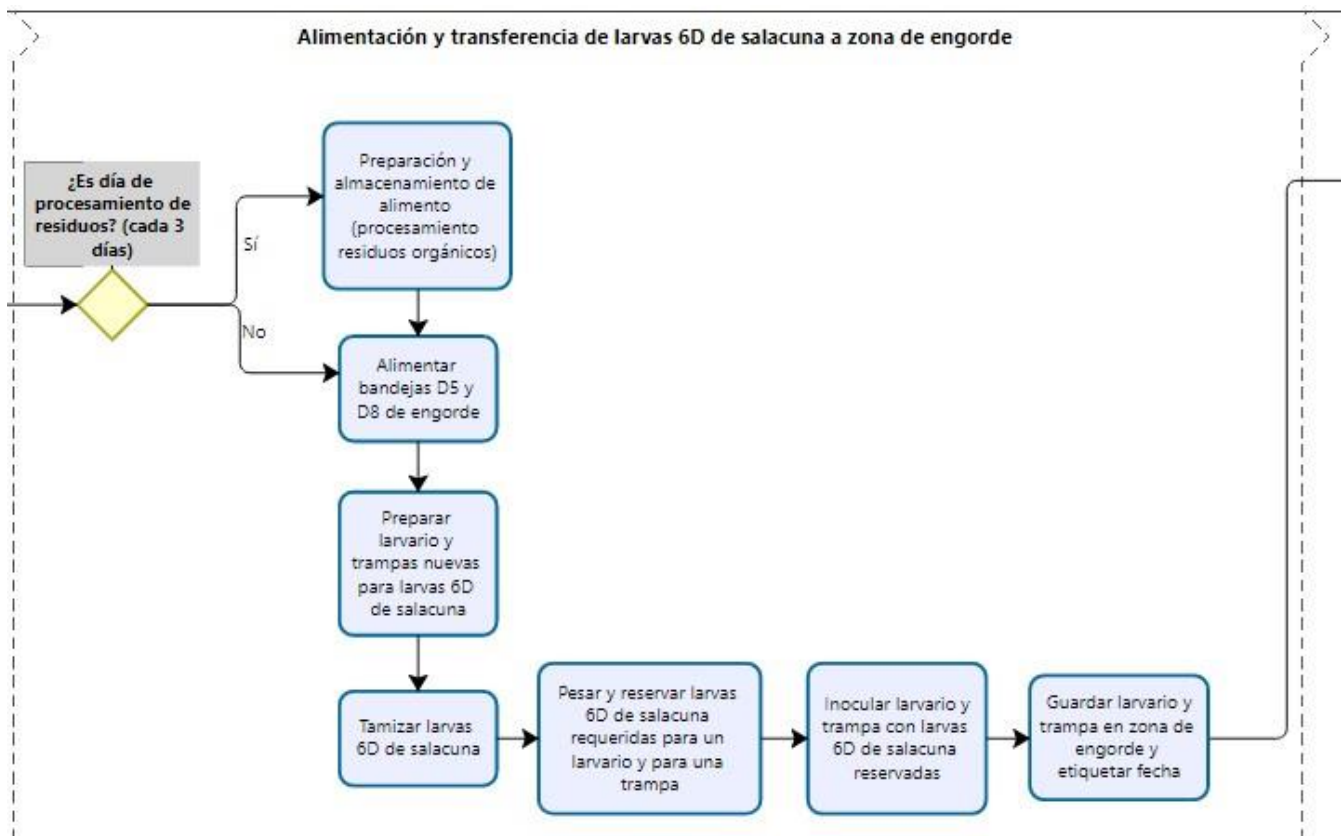 Alimentación y transferencia de larvas 6D de salacuna a zona de engorde
¿Es día de
procesamiento de
residuos? (cada 3
días)
Sí
No
Preparación y
almacenamiento de
alimento
(procesamiento
residuos orgánicos)
Alimentar
bandejas D5 y
D8 de engorde
Preparar
larvario y
trampas nuevas
para larvas 6D
de salacuna
Tamizar larvas
6D de salacuna
Pesar y reservar larvas
6D de salacuna
requeridas para un
larvario y para una
trampa
Inocular larvario y
trampa con larvas
6D de salacuna
reservadas
Guardar larvario y
trampa en zona de
engorde y
etiquetar fecha